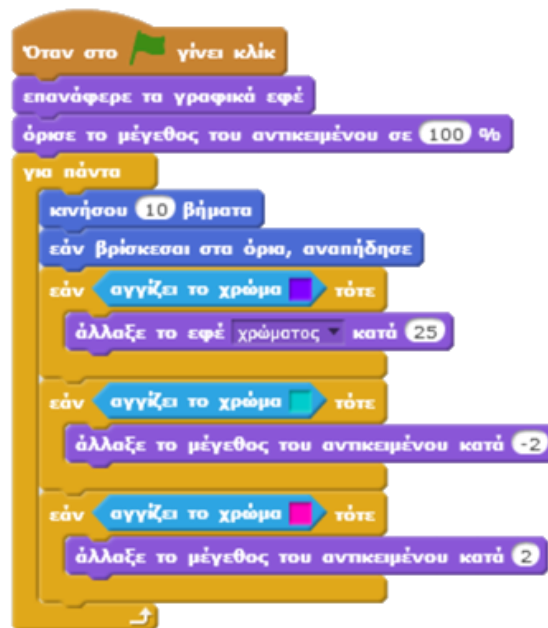 Όταν στο γίνει κλίκ
επανάφερε τα γραφικά εφέ
όρισε το μέγεθος του αντικειμένου σε 100 %
για πάντα
κινήσου 10 βήματα
εάν βρίσκεσαι στα όρια, αναπήδησε
εάν αγγίζει το χρώμα τότε
άλλαξε το εφέ χρώματος κατά 25
εάν αγγίζει το χρώμα τότε
άλλαξε το μέγεθος του αντικειμένου κατά -2
εάν αγγίζει το χρώμα τότε
άλλαξε το μέγεθος του αντικειμένου κατά 2